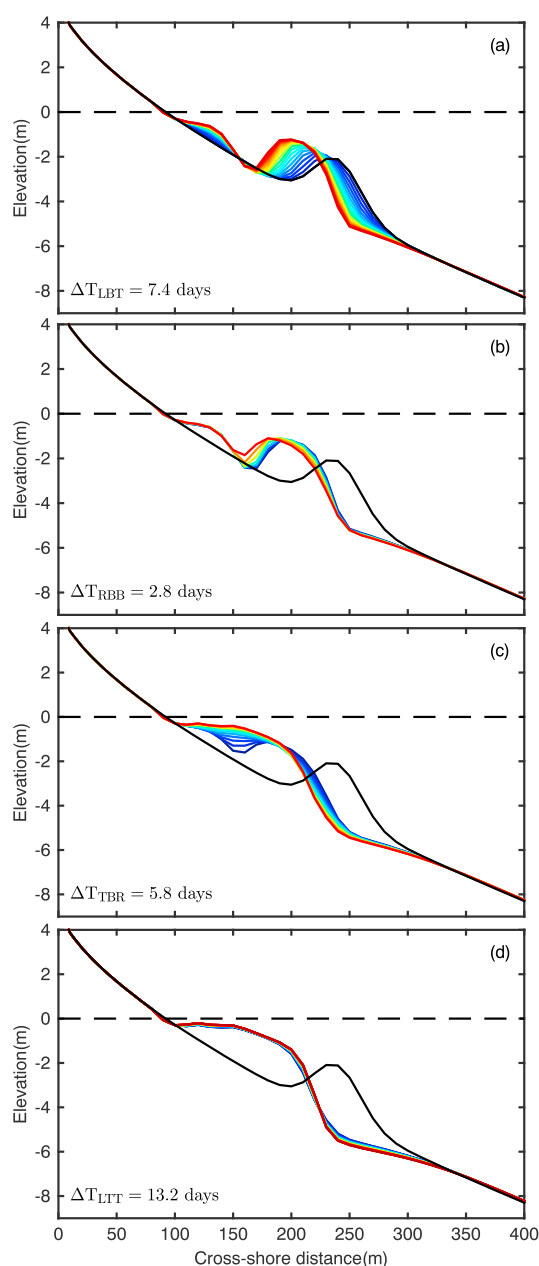 4
(a)
2
0
-2
-4
-6
-8
Elevation(m)
ΔT_LBT = 7.4 days
4
(b)
2
0
-2
-4
-6
-8
Elevation(m)
ΔT_RBB = 2.8 days
4
(c)
2
0
-2
-4
-6
-8
Elevation(m)
ΔT_TBR = 5.8 days
4
(d)
2
0
-2
-4
-6
-8
Elevation(m)
ΔT_LTT = 13.2 days
0 50 100 150 200 250 300 350 400
Cross-shore distance(m)